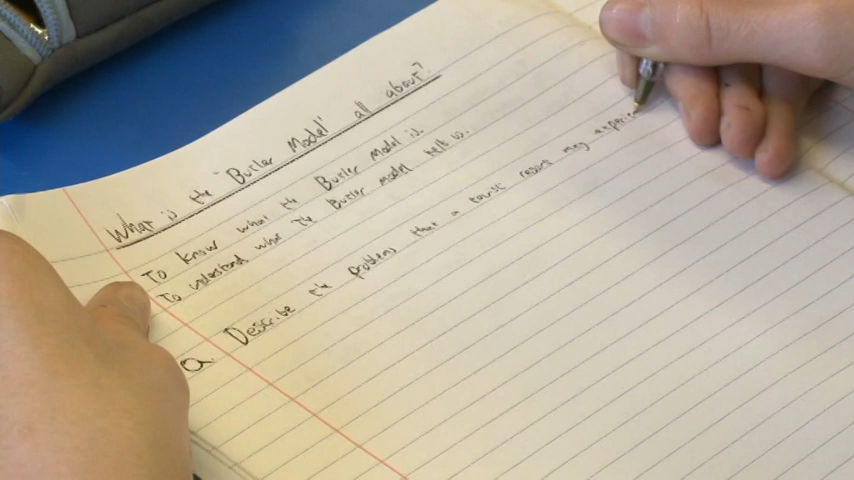 What is the 'Butler Model' all about?
To know what the Butler Model is.
To understand what the Butler model tells us.
Q. Describe the problems that a tourist resort may experie